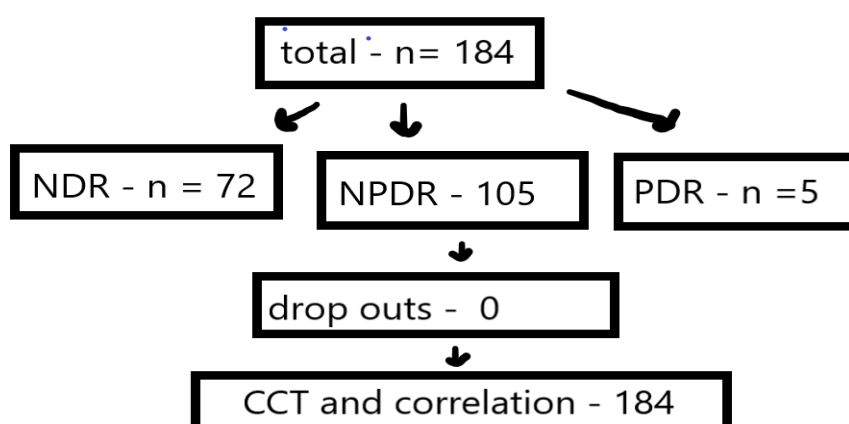 total - n= 184
NDR - n = 72
NPDR - 105
PDR - n =5
drop outs - 0
CCT and correlation - 184